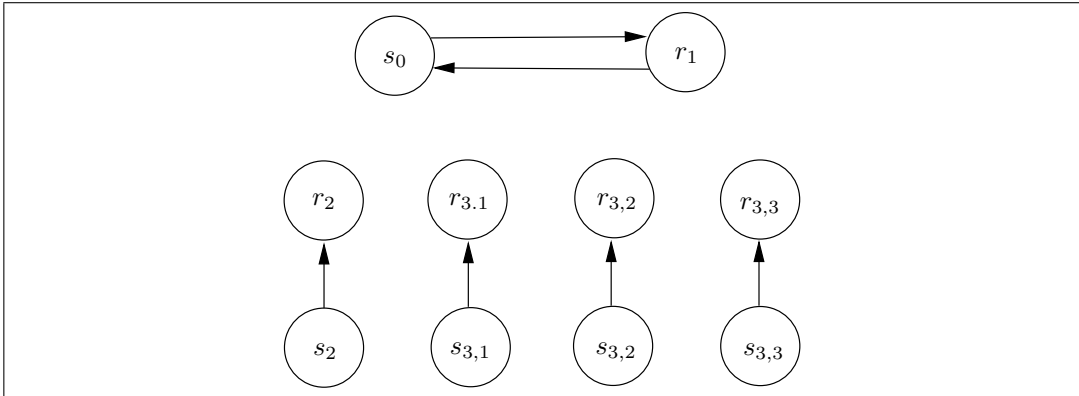 s₀ r₁
r₂ r₃.₁ r₃,₂ r₃,₃
s₂ s₃,₁ s₃,₂ s₃,₃